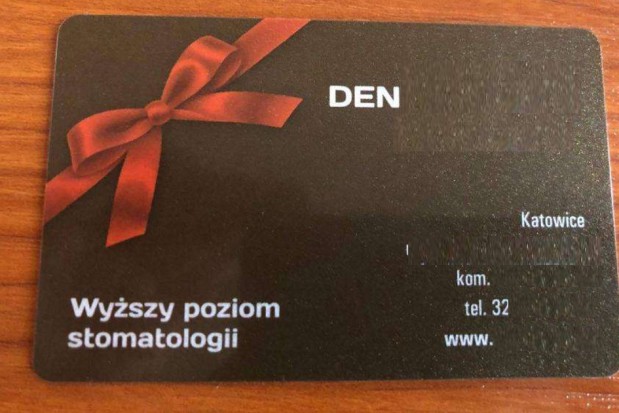 DEN
Katowice
kom.
tel. 32
www.
Wyższy poziom
stomatologii